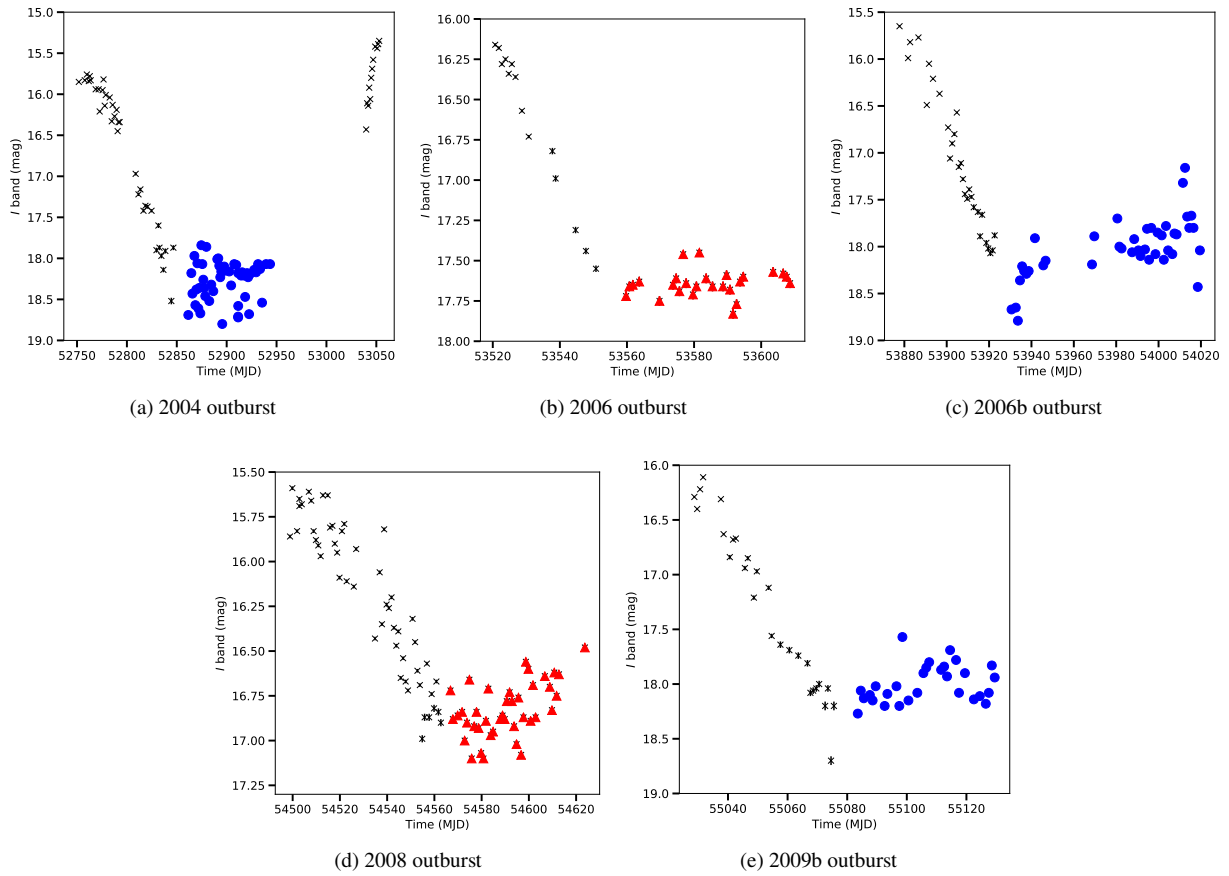 15.0
15.5
16.0
16.5
17.0
17.5
18.0
18.5
19.0
I band (mag)
52750 52800 52850 52900 52950 53000 53050
Time (MJD)
(a) 2004 outburst
16.00
16.25
16.50
16.75
17.00
17.25
17.50
17.75
18.00
I band (mag)
53520 53540 53560 53580 53600
Time (MJD)
(b) 2006 outburst
15.5
16.0
16.5
17.0
17.5
18.0
18.5
19.0
I band (mag)
53880 53900 53920 53940 53960 53980 54000 54020
Time (MJD)
(c) 2006b outburst
15.50
15.75
16.00
16.25
16.50
16.75
17.00
17.25
I band (mag)
54500 54520 54540 54560 54580 54600 54620
Time (MJD)
(d) 2008 outburst
16.0
16.5
17.0
17.5
18.0
18.5
19.0
I band (mag)
55040 55060 55080 55100 55120
Time (MJD)
(e) 2009b outburst